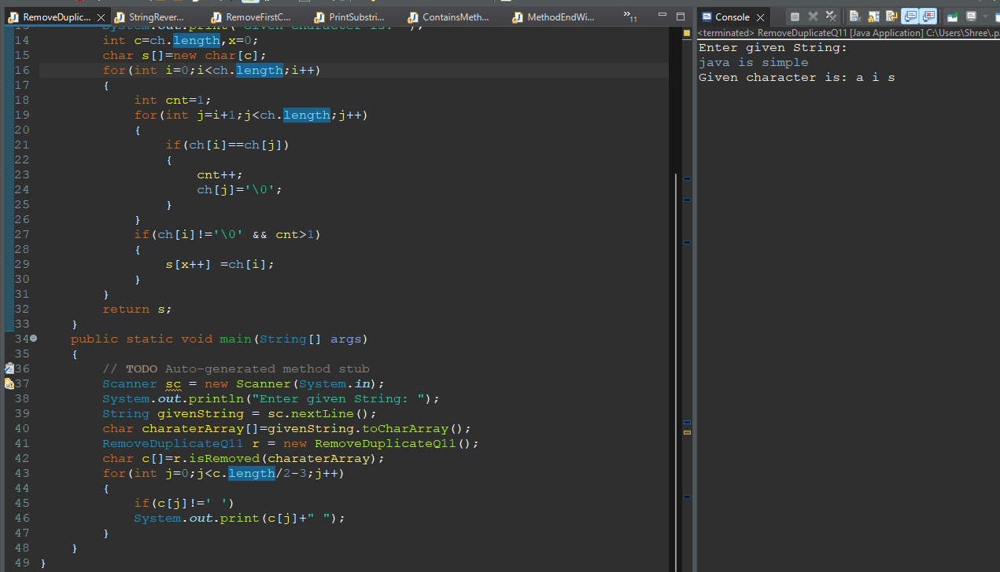 RemoveDuplic...
StringRever...
RemoveFirstC...
PrintSubstri...
ContainsMeth...
MethodEndWi...
»11
14 int c=ch.length,x=0;
15 char s[]=new char[c];
16 for(int i=0;i<ch.length;i++)
17 {
18 int cnt=1;
19 for(int j=i+1;j<ch.length;j++)
20 {
21 if(ch[i]==ch[j])
22 {
23 cnt++;
24 ch[j]='\0';
25 }
26 }
27 if(ch[i]!='\0' && cnt>1)
28 {
29 s[x++] =ch[i];
30 }
31 }
32 return s;
33 }
34 public static void main(String[] args)
35 {
36 // TODO Auto-generated method stub
37 Scanner sc = new Scanner(System.in);
38 System.out.println("Enter given String: ");
39 String givenString = sc.nextLine();
40 char charaterArray[]=givenString.toCharArray();
41 RemoveDuplicateQ11 r = new RemoveDuplicateQ11();
42 char c[]=r.isRemoved(charaterArray);
43 for(int j=0;j<c.length/2-3;j++)
44 {
45 if(c[j]!=' ')
46 System.out.print(c[j]+" ");
47 }
48 }
49 }
Console
<terminated> RemoveDuplicateQ11 [Java Application] C:\Users\Shree\.p
Enter given String:
java is simple
Given character is: a i s